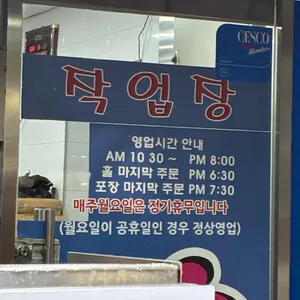 CESCO
Members
작업장
영업시간 안내
AM 10 30 ~ PM 8:00
홀 마지막 주문 PM 6:30
포장 마지막 주문 PM 7:30
매주월요일은 정기휴무입니다
(월요일이 공휴일인 경우 정상영업)